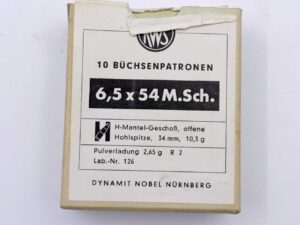 RWS
10 BÜCHSENPATRONEN
6,5 x 54 M.Sch.
H-Mantel-Geschoß, offene
Hohlspitze, 34 mm, 10,3 g
Pulverladung 2,65 g R 2
Lab.-Nr. 126
DYNAMIT NOBEL NÜRNBERG